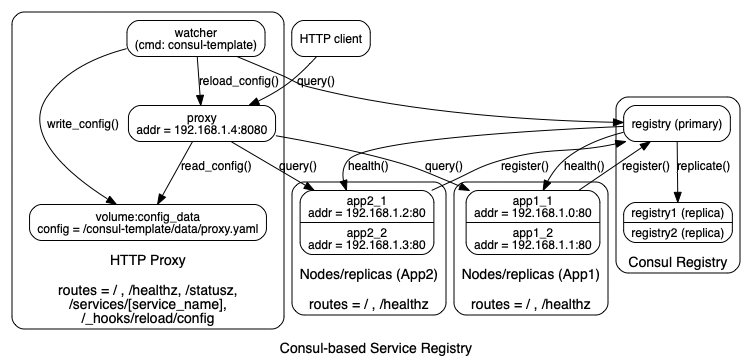 watcher
(cmd: consul-template)
HTTP client
reload_config()
query()
write_config()
proxy
addr = 192.168.1.4:8080
registry (primary)
read_config()
query()
health()
query()
register()
health()
register()
replicate()
volume:config_data
config = /consul-template/data/proxy.yaml
app2_1
addr = 192.168.1.2:80
app2_2
addr = 192.168.1.3:80
app1_1
addr = 192.168.1.0:80
app1_2
addr = 192.168.1.1:80
registry1 (replica)
registry2 (replica)
HTTP Proxy
routes = / , /healthz, /statusz,
/services/[service_name],
/_hooks/reload/config
Nodes/replicas (App2)
routes = / , /healthz
Nodes/replicas (App1)
routes = / , /healthz
Consul Registry
Consul-based Service Registry